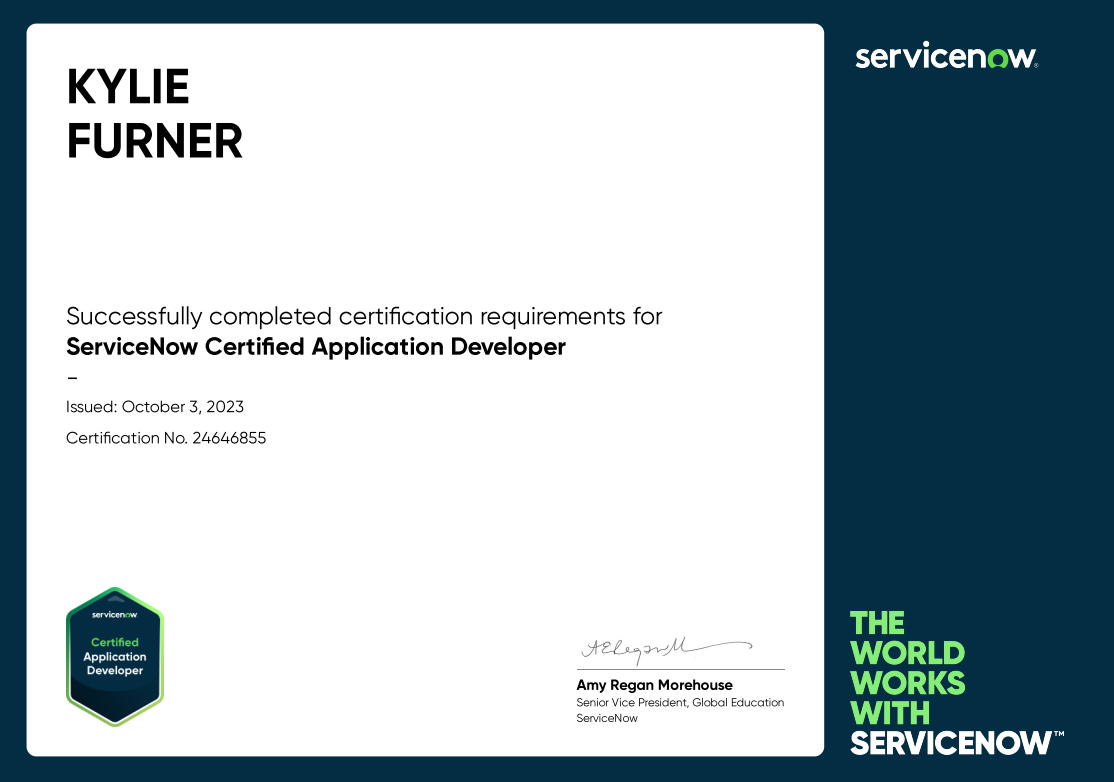 KYLIE
FURNER
Successfully completed certification requirements for
ServiceNow Certified Application Developer
–
Issued: October 3, 2023
Certification No. 24646855
servicenow
Certified
Application
Developer
Amy Regan Morehouse
Senior Vice President, Global Education
ServiceNow
servicenow®
THE
WORLD
WORKS
WITH
SERVICENOW™